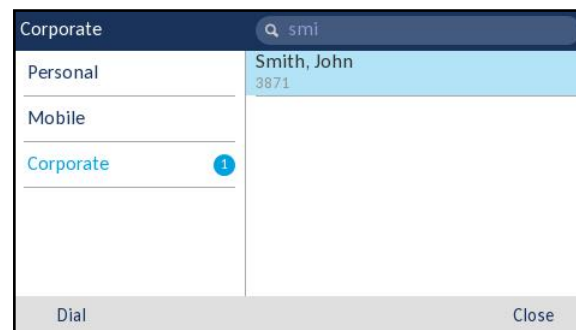 Corporate
smi
Personal
Mobile
Corporate 1
Smith, John
3871
Dial
Close